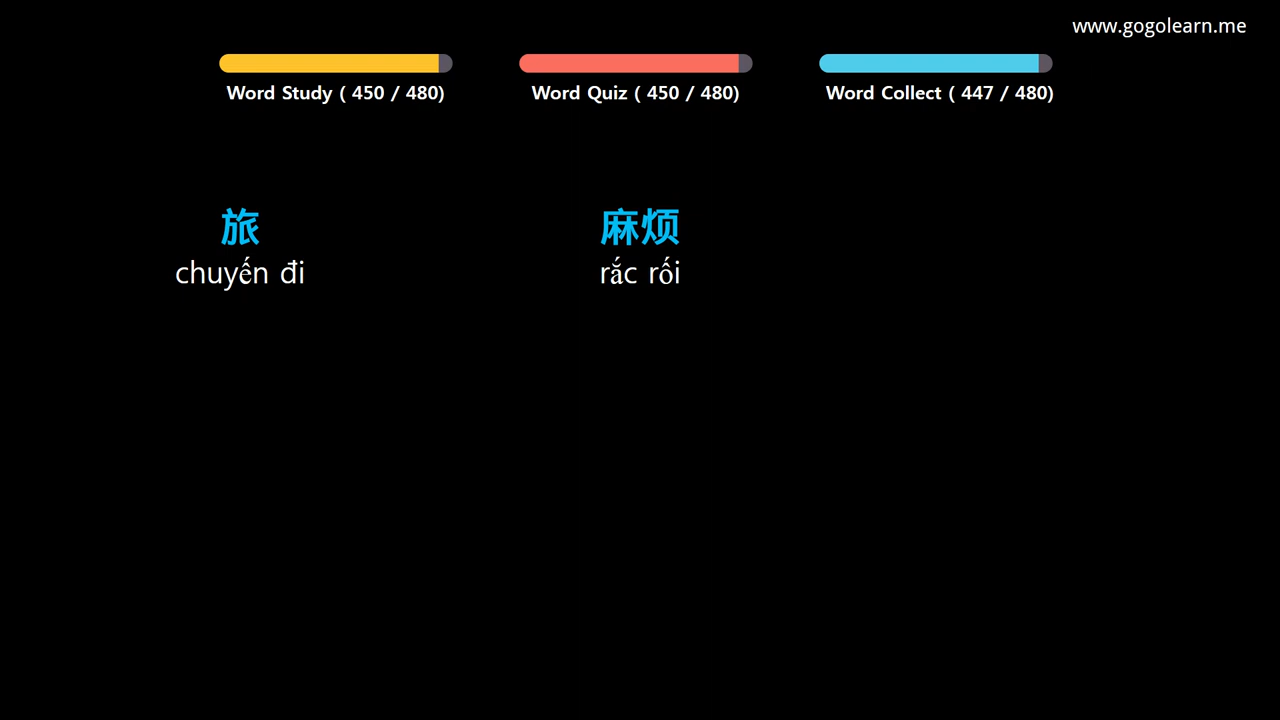 www.gogolearn.me
Word Study ( 450 / 480)
Word Quiz ( 450 / 480)
Word Collect ( 447 / 480)
旅
chuyến đi
麻烦
rắc rối